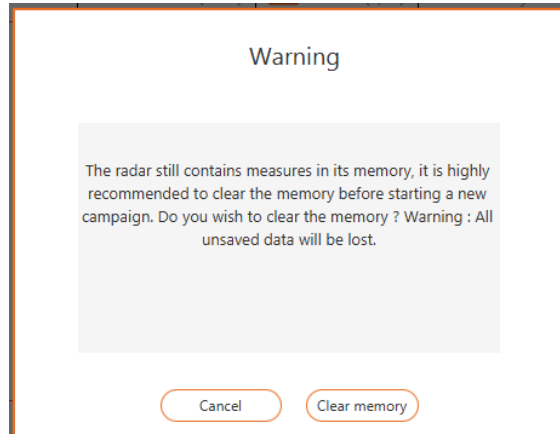 Warning
The radar still contains measures in its memory, it is highly
recommended to clear the memory before starting a new
campaign. Do you wish to clear the memory ? Warning : All
unsaved data will be lost.
Cancel
Clear memory